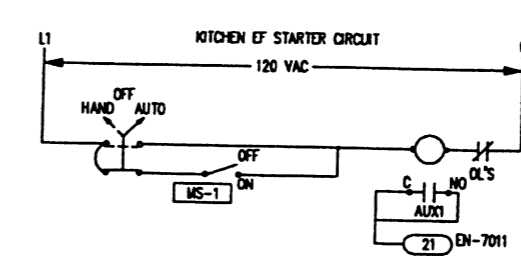 L1
KITCHEN EF STARTER CIRCUIT
120 VAC
OFF
HAND AUTO
OFF
ON
MS-1
OL'S
C NO
AUX1
21 EN-7011